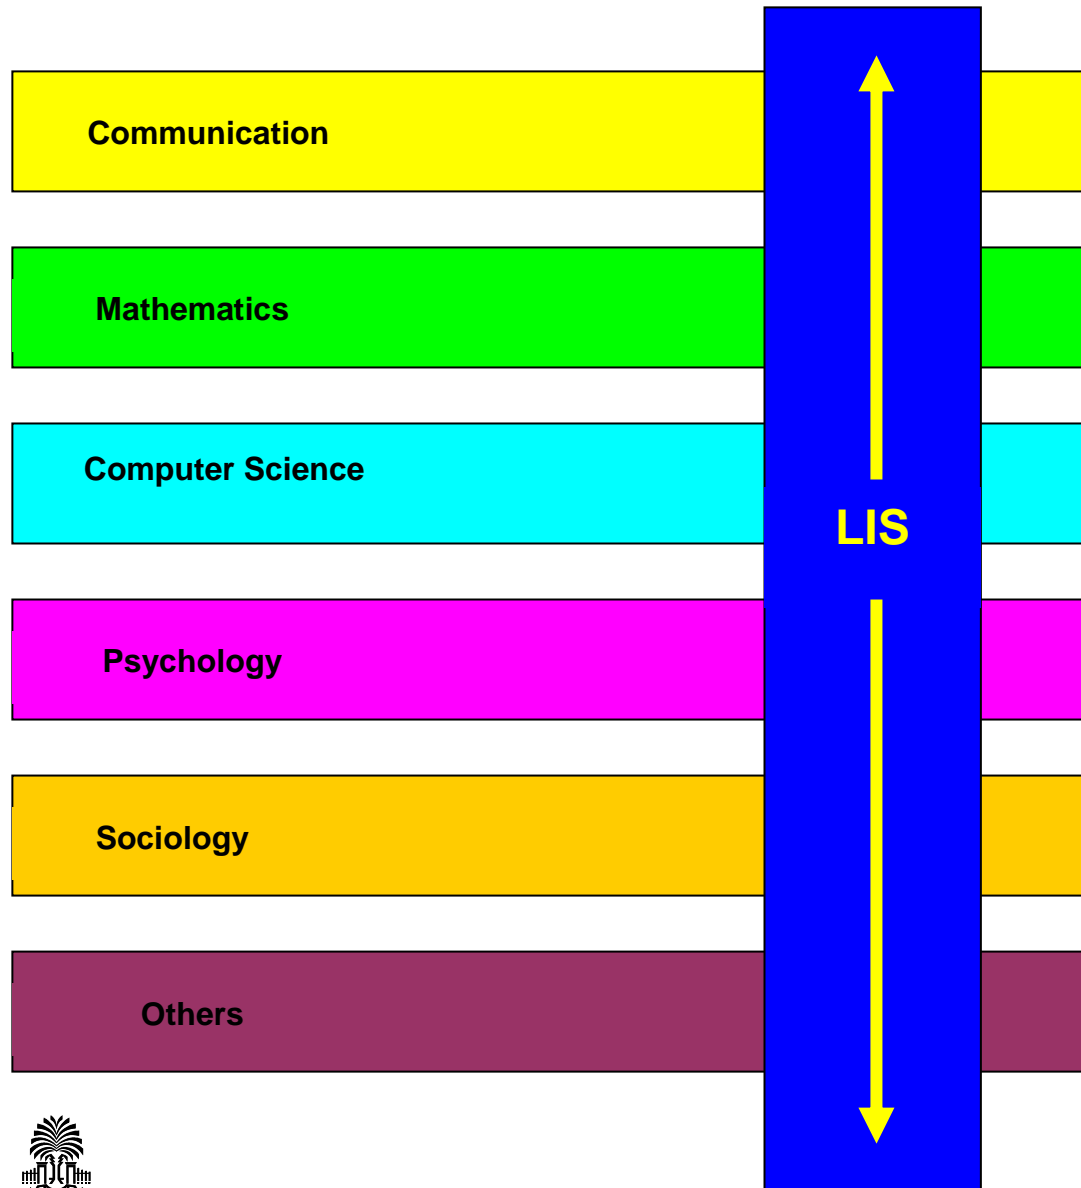 Communication
Mathematics
Computer Science
LIS
Psychology
Sociology
Others